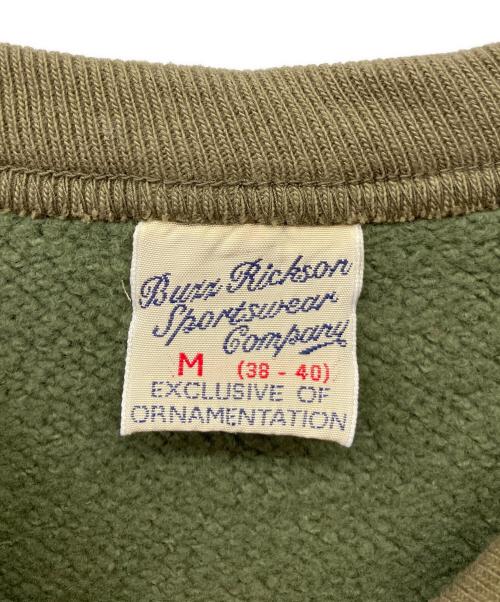 Buzz Rickson
Sportswear
Company
M (38 - 40)
EXCLUSIVE OF
ORNAMENTATION